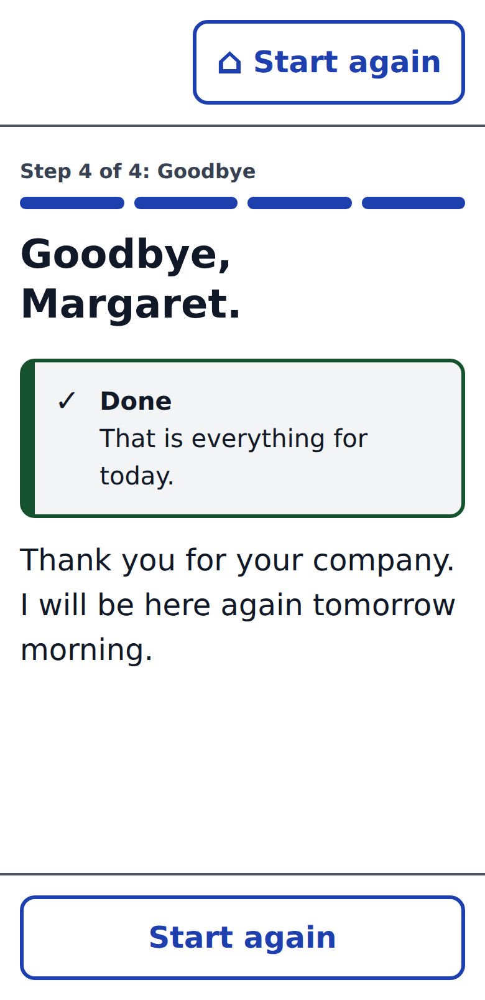 Start again
Step 4 of 4: Goodbye
Goodbye,
Margaret.
✓ Done
That is everything for
today.
Thank you for your company.
I will be here again tomorrow
morning.
Start again